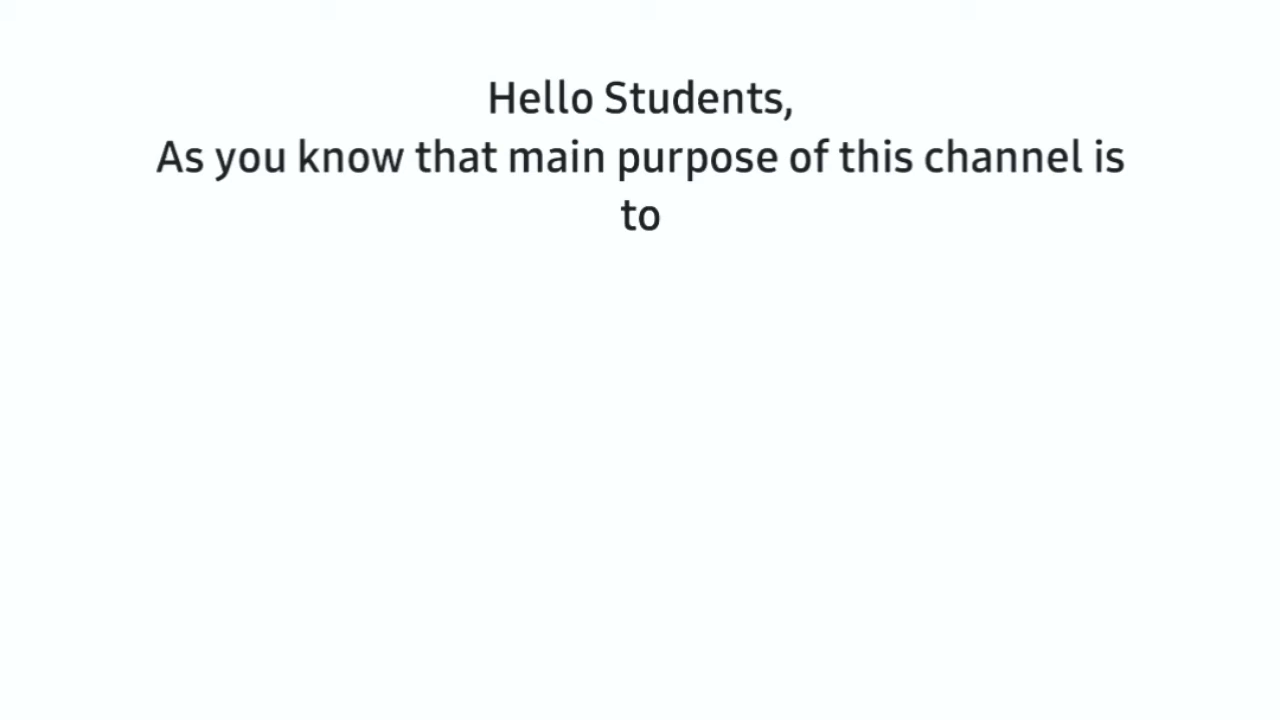 Hello Students,
As you know that main purpose of this channel is
to